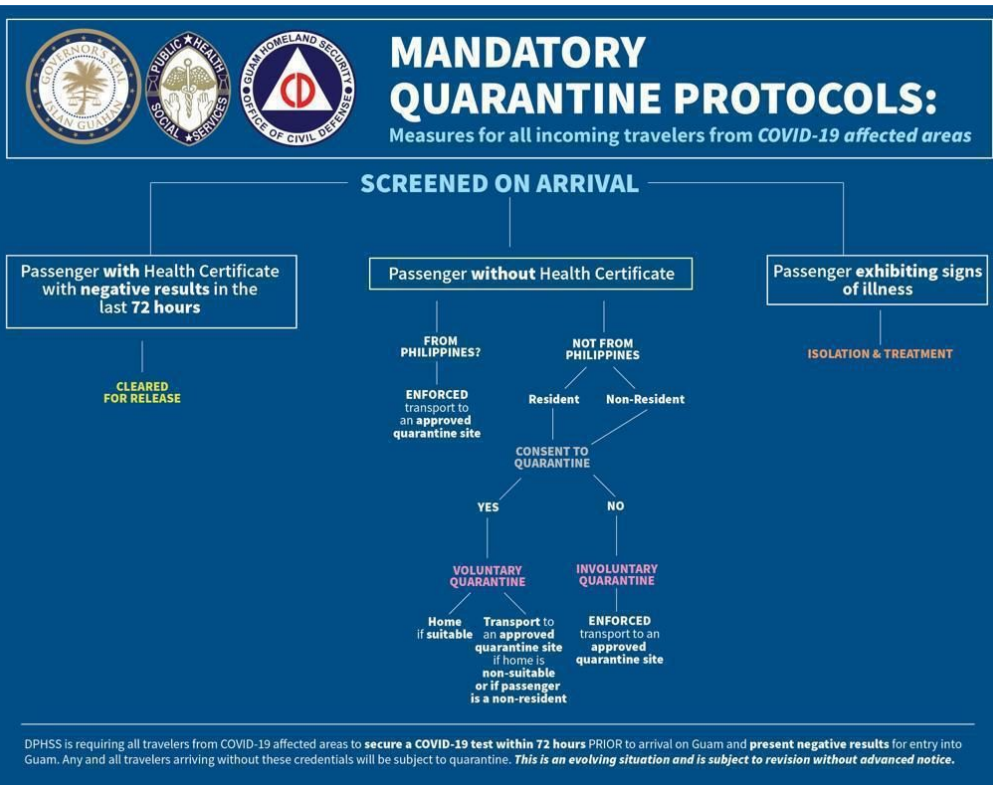 GOVERNOR'S SEAL
ISLAN GUAHAN
PUBLIC HEALTH
SOCIAL SERVICES
GUAM HOMELAND SECURITY
OFFICE OF CIVIL DEFENSE
CD
MANDATORY
QUARANTINE PROTOCOLS:
Measures for all incoming travelers from COVID-19 affected areas
SCREENED ON ARRIVAL
Passenger with Health Certificate
with negative results in the
last 72 hours
CLEARED
FOR RELEASE
Passenger without Health Certificate
FROM
PHILIPPINES?
ENFORCED
transport to
an approved
quarantine site
NOT FROM
PHILIPPINES
Resident
Non-Resident
CONSENT TO
QUARANTINE
YES
NO
VOLUNTARY
QUARANTINE
Home
if suitable
Transport to
an approved
quarantine site
if home is
non-suitable
or if passenger
is a non-resident
INVOLUNTARY
QUARANTINE
ENFORCED
transport to an
approved
quarantine site
Passenger exhibiting signs
of illness
ISOLATION & TREATMENT
DPHSS is requiring all travelers from COVID-19 affected areas to secure a COVID-19 test within 72 hours PRIOR to arrival on Guam and present negative results for entry into
Guam. Any and all travelers arriving without these credentials will be subject to quarantine. This is an evolving situation and is subject to revision without advanced notice.